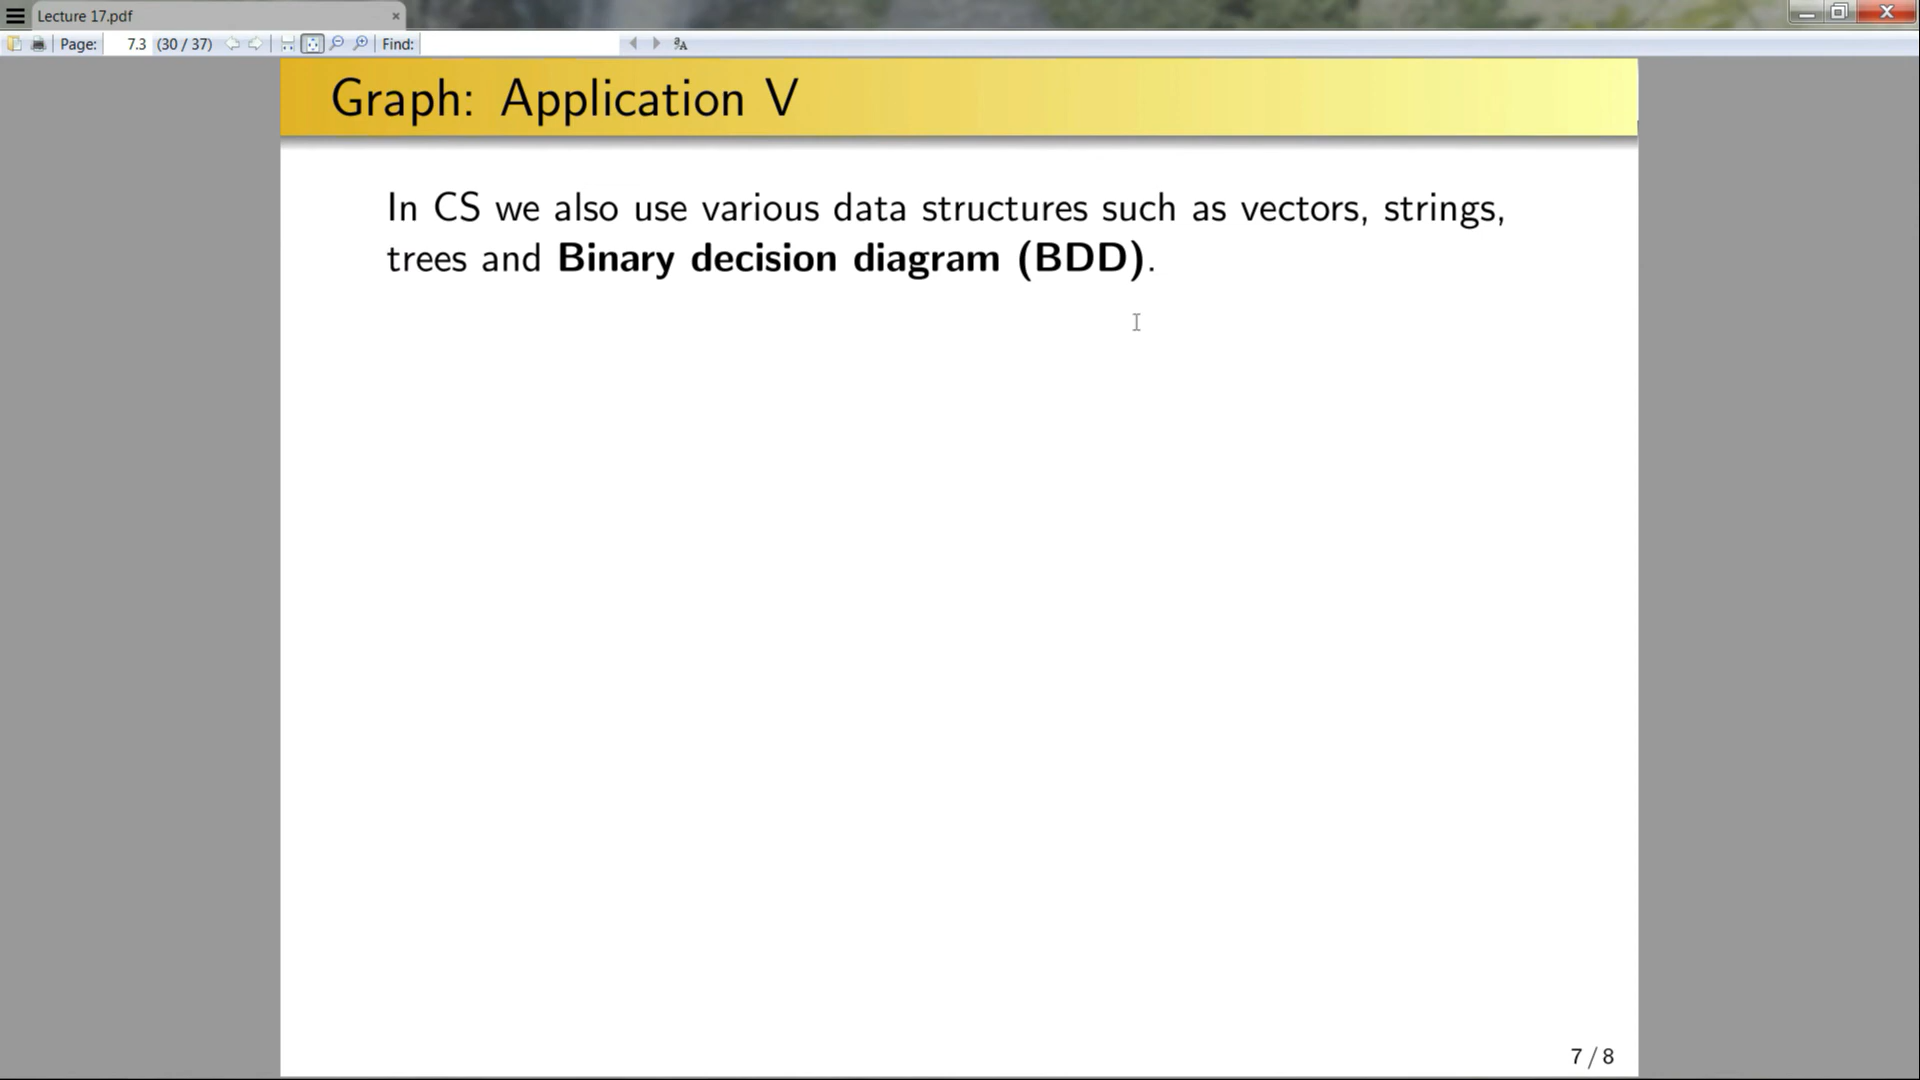 Lecture 17.pdf
Page: 7.3 (30 / 37) Find:
Graph: Application V
In CS we also use various data structures such as vectors, strings,
trees and Binary decision diagram (BDD).
7 / 8